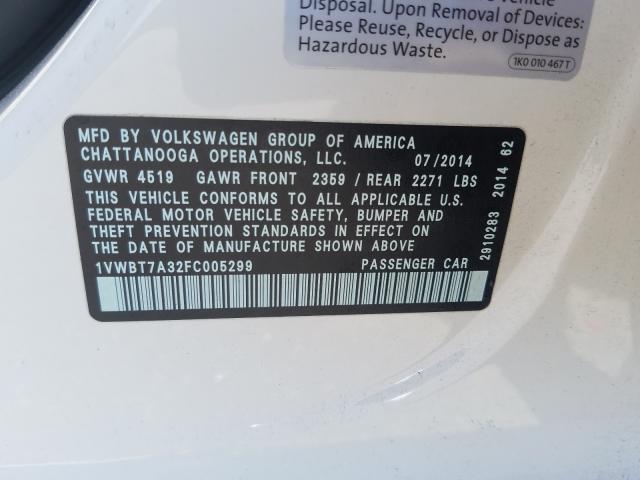 Disposal. Upon Removal of Devices:
Please Reuse, Recycle, or Dispose as
Hazardous Waste.
1K0 010 467 T
MFD BY VOLKSWAGEN GROUP OF AMERICA
CHATTANOOGA OPERATIONS, LLC. 07/2014
GVWR 4519 GAWR FRONT 2359 / REAR 2271 LBS
THIS VEHICLE CONFORMS TO ALL APPLICABLE U.S.
FEDERAL MOTOR VEHICLE SAFETY, BUMPER AND
THEFT PREVENTION STANDARDS IN EFFECT ON
THE DATE OF MANUFACTURE SHOWN ABOVE
1VWBT7A32FC005299 PASSENGER CAR
2910283 2014 62